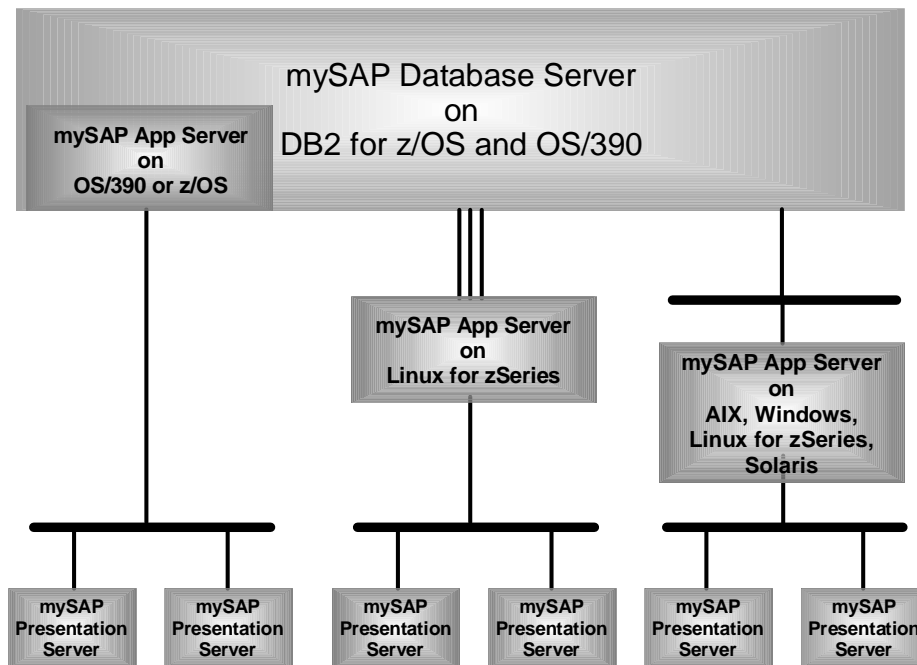 mySAP Database Server
on
DB2 for z/OS and OS/390
mySAP App Server
on
OS/390 or z/OS
mySAP App Server
on
Linux for zSeries
mySAP App Server
on
AIX, Windows,
Linux for zSeries,
Solaris
mySAP
Presentation
Server
mySAP
Presentation
Server
mySAP
Presentation
Server
mySAP
Presentation
Server
mySAP
Presentation
Server
mySAP
Presentation
Server